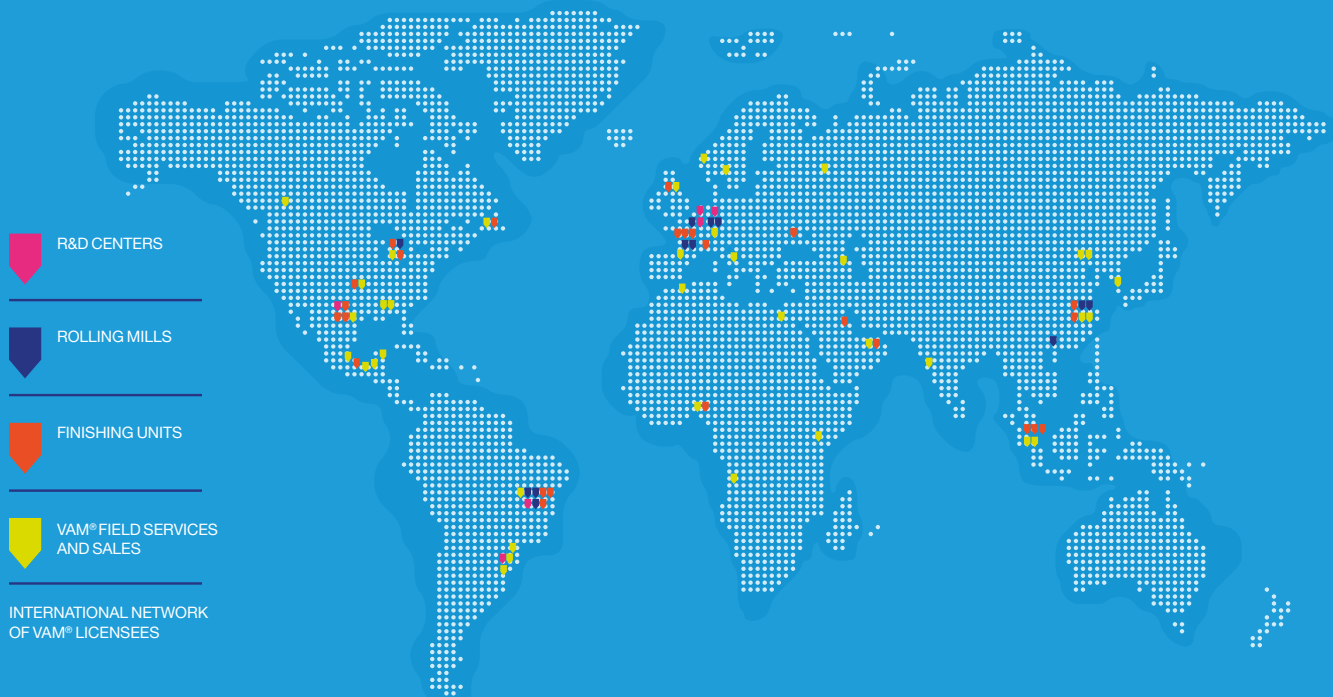 R&D CENTERS
ROLLING MILLS
FINISHING UNITS
VAM® FIELD SERVICES
AND SALES
INTERNATIONAL NETWORK
OF VAM® LICENSEES